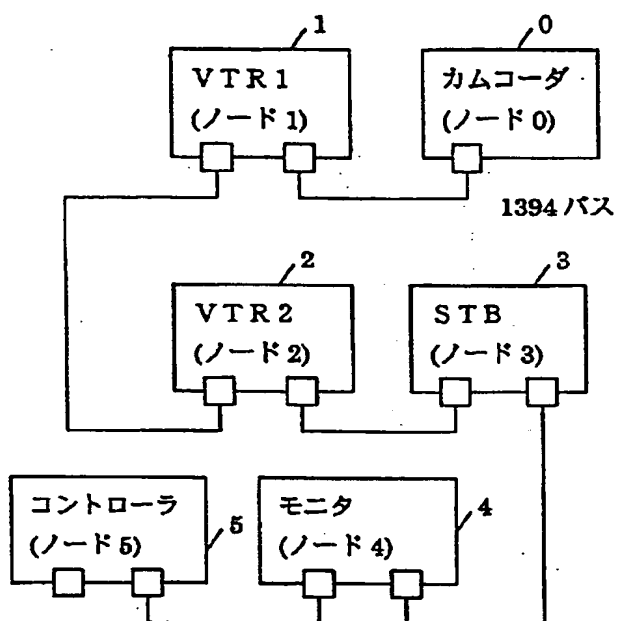 1
0
VTR1
(ノード1)
カムコーダ
(ノード0)
1394バス
2
3
VTR2
(ノード2)
STB
(ノード3)
コントローラ
(ノード5)
5
モニタ
(ノード4)
4